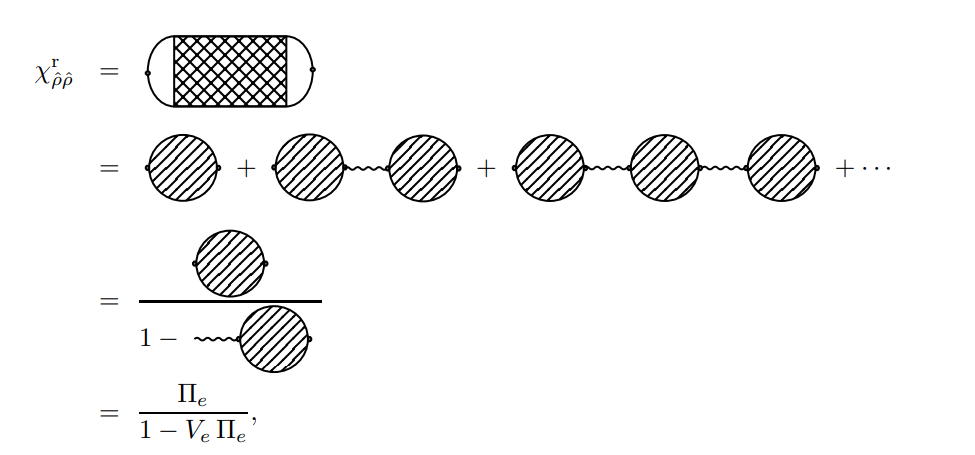 χ^r_{ρ̂ρ̂} =
= + + + ···
= 1 −
= Π_e / (1 − V_e Π_e),